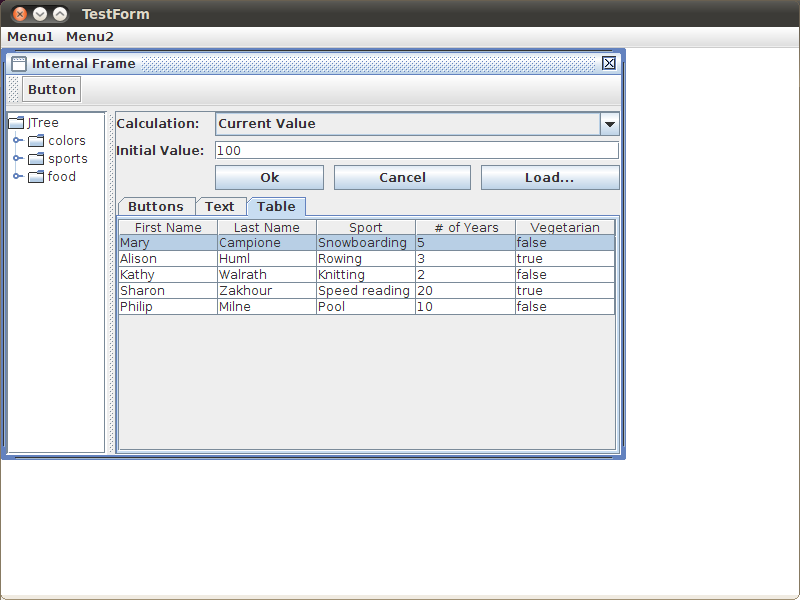 TestForm
Menu1 Menu2
Internal Frame
Button
JTree
colors
sports
food
Calculation: Current Value
Initial Value: 100
Ok Cancel Load...
Buttons Text Table
First Name Last Name Sport # of Years Vegetarian
Mary Campione Snowboarding 5 false
Alison Huml Rowing 3 true
Kathy Walrath Knitting 2 false
Sharon Zakhour Speed reading 20 true
Philip Milne Pool 10 false